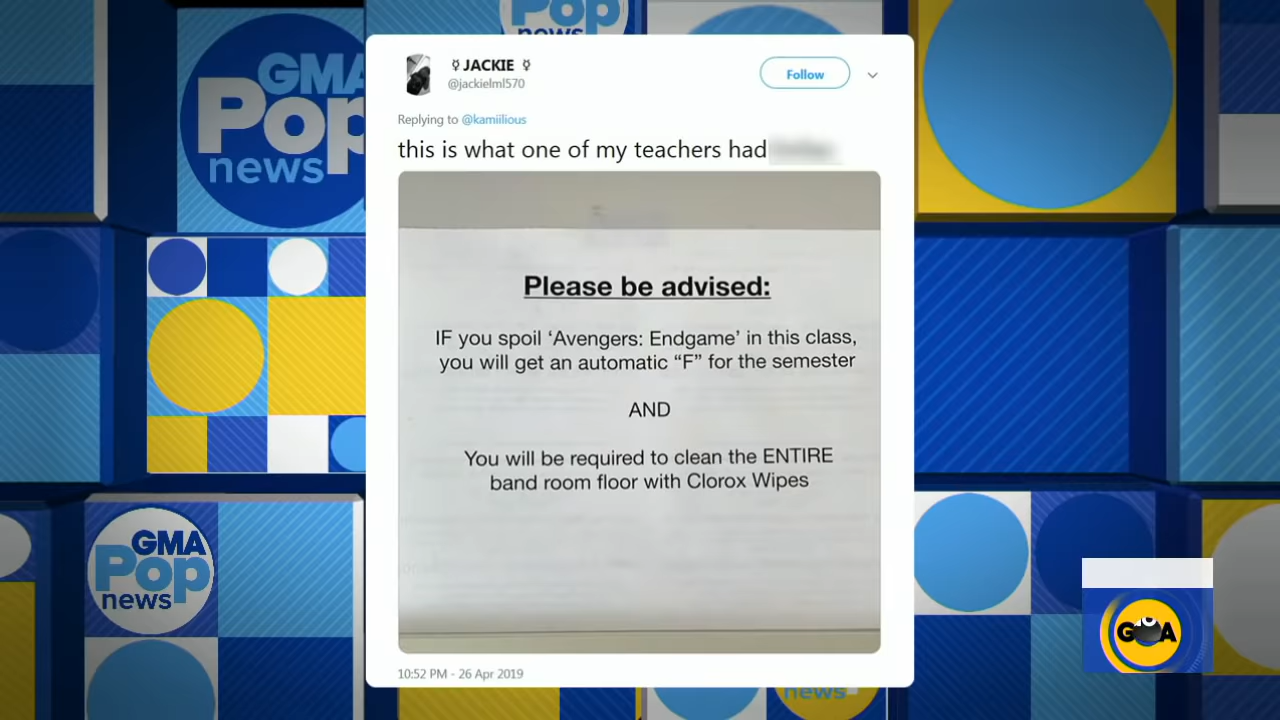 GMA
Pop
news
Pop
news
☿ JACKIE ☿
@jackielml570
Follow
Replying to @kamiilious
this is what one of my teachers had
Please be advised:
IF you spoil ‘Avengers: Endgame’ in this class,
you will get an automatic “F” for the semester
AND
You will be required to clean the ENTIRE
band room floor with Clorox Wipes
10:52 PM - 26 Apr 2019
GMA
Pop
news
news